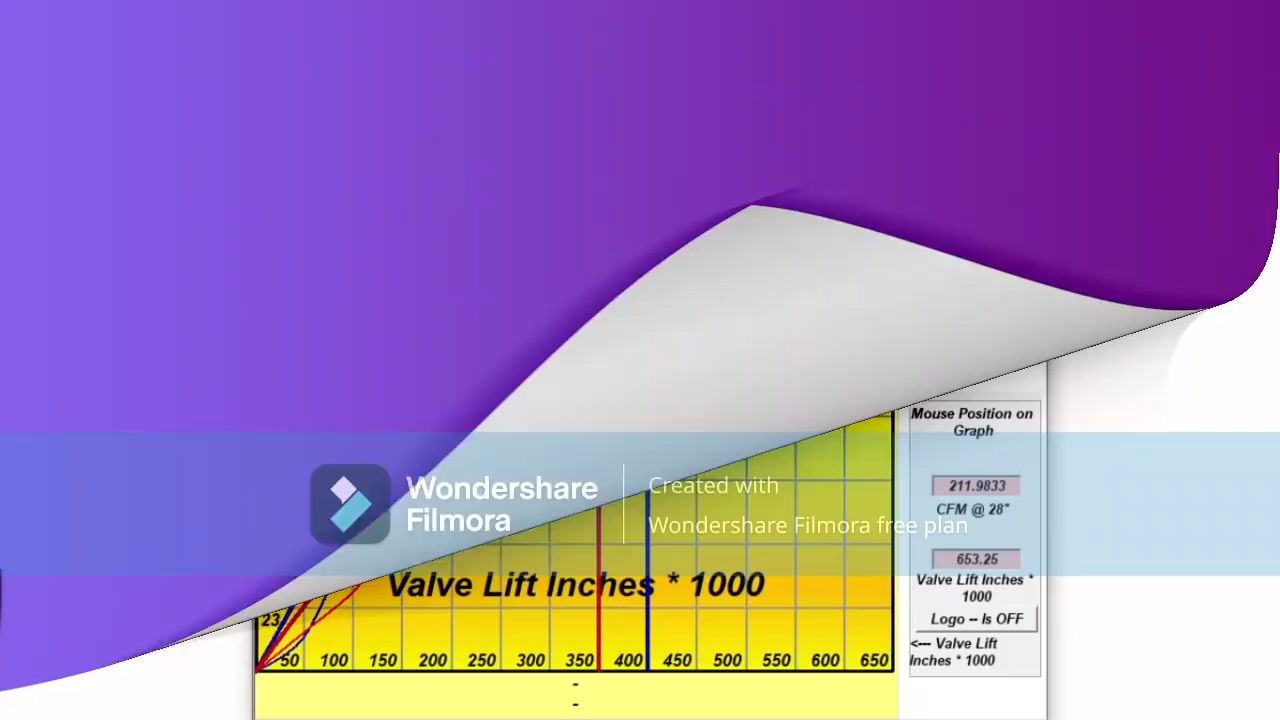 Mouse Position on
Graph
211.9833
CFM @ 28"
653.25
Valve Lift Inches *
1000
Logo -- Is OFF
<--- Valve Lift
Inches * 1000
Wondershare
Filmora
Created with
Wondershare Filmora free plan
Valve Lift Inches * 1000
23
50 100 150 200 250 300 350 400 450 500 550 600 650
-
-